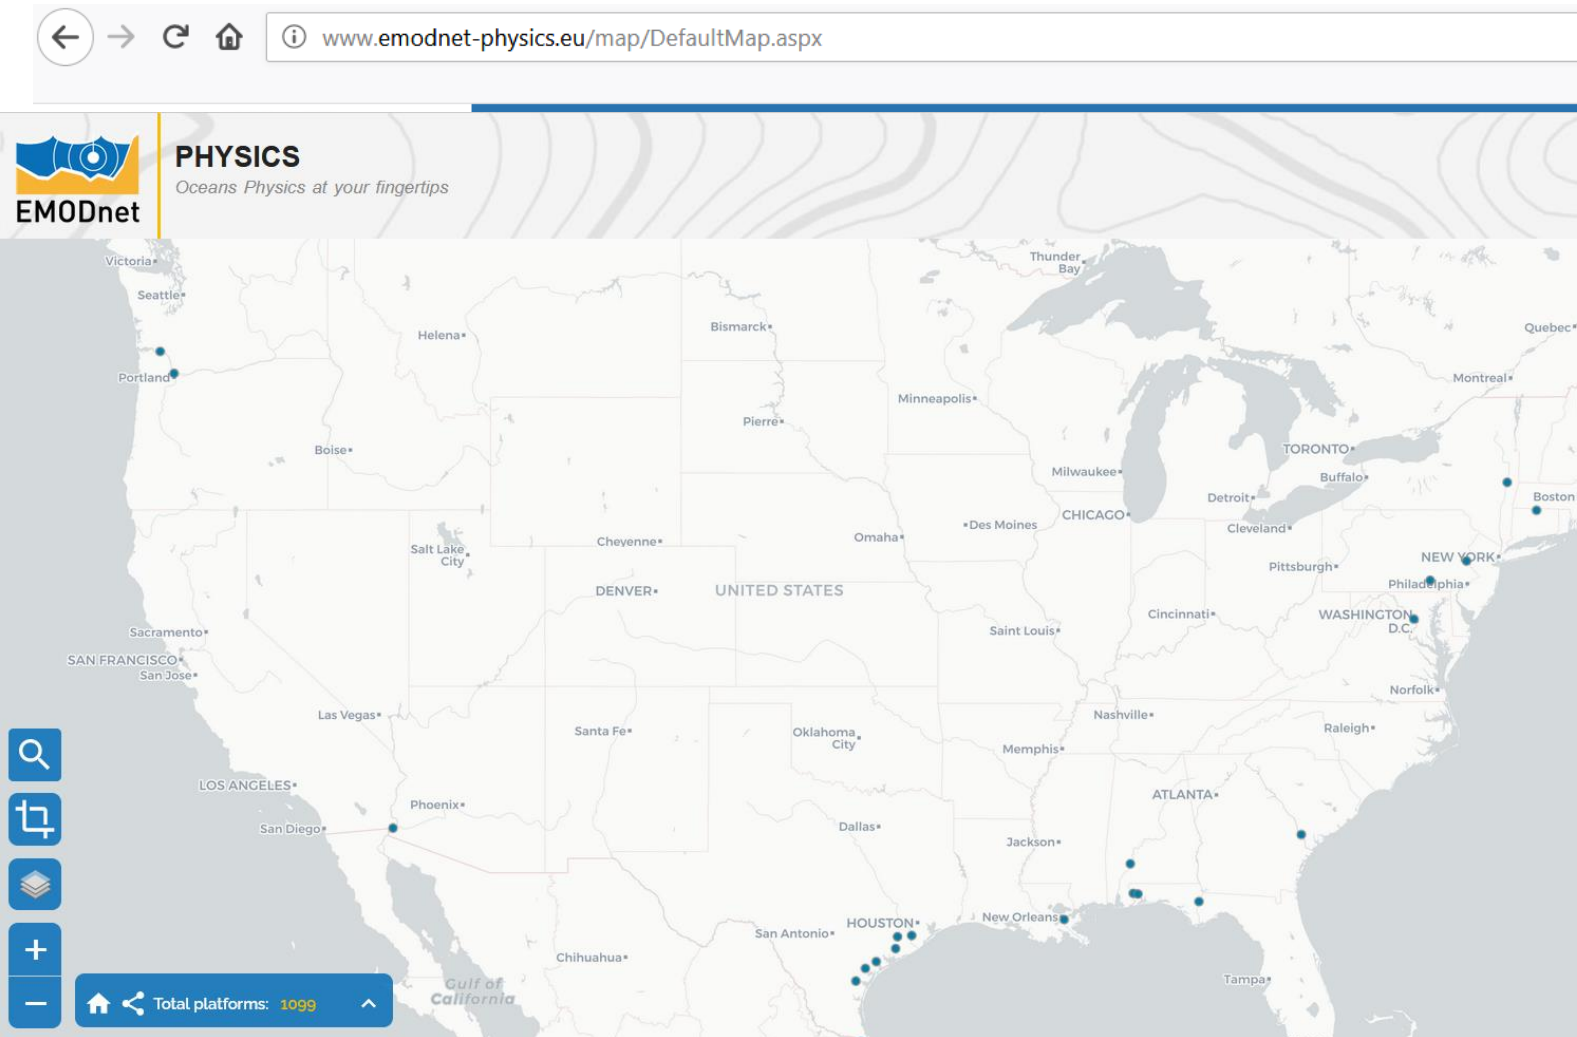 www.emodnet-physics.eu/map/DefaultMap.aspx
PHYSICS
Oceans Physics at your fingertips
EMODnet
Victoria
Thunder
Bay
Seattle
Helena
Bismarck
Quebec
Portland
Montreal
Minneapolis
Pierre
Boise
TORONTO
Milwaukee
Buffalo
Detroit
Boston
CHICAGO
Des Moines
Cleveland
Salt Lake
City
Cheyenne
Omaha
NEW YORK
Pittsburgh
DENVER
UNITED STATES
Philadelphia
Cincinnati
WASHINGTON
D.C.
Sacramento
Saint Louis
SAN FRANCISCO
San Jose
Norfolk
Las Vegas
Nashville
Santa Fe
Oklahoma
City
Raleigh
Memphis
LOS ANGELES
ATLANTA
Phoenix
San Diego
Dallas
Jackson
New Orleans
HOUSTON
San Antonio
Chihuahua
Tampa
Gulf of
California
Total platforms: 1099